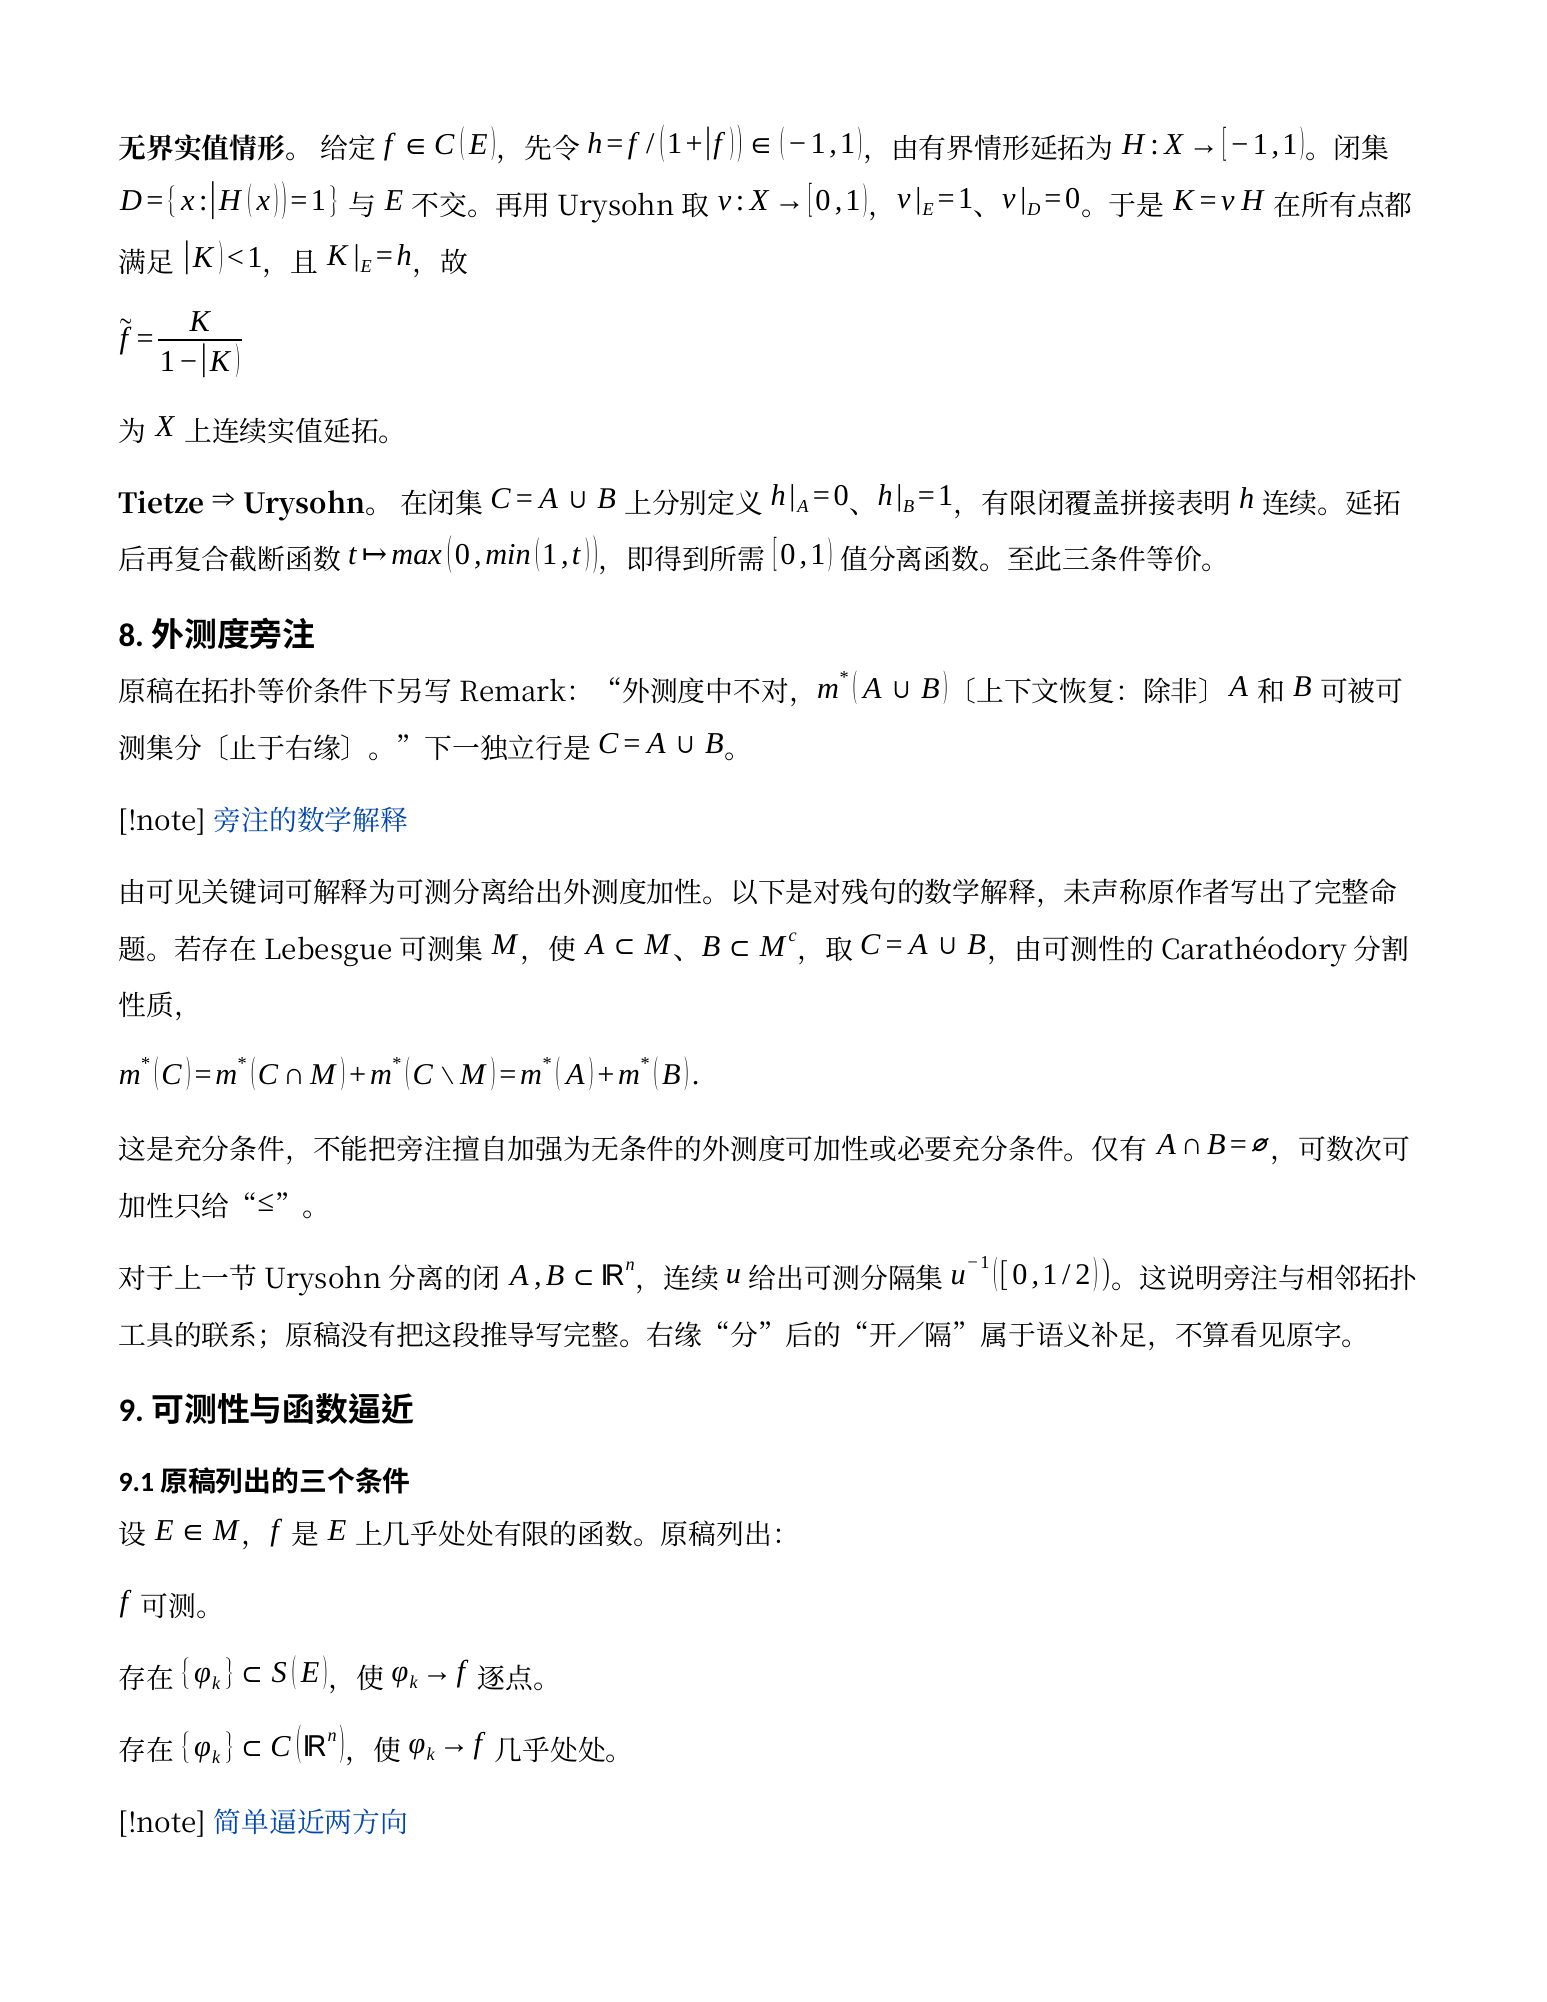 无界实值情形。 给定 f ∈ C(E)，先令 h=f/(1+|f)) ∈ (−1,1)，由有界情形延拓为 H:X→[−1,1)。闭集
D={x:|H(x))=1} 与 E 不交。再用 Urysohn 取 v:X→[0,1)，v|_E=1、v|_D=0。于是 K=vH 在所有点都
满足 |K)<1，且 K|_E=h，故
f̃ = K / (1−|K))
为 X 上连续实值延拓。
Tietze ⇒ Urysohn。 在闭集 C=A ∪ B 上分别定义 h|_A=0、h|_B=1，有限闭覆盖拼接表明 h 连续。延拓
后再复合截断函数 t↦max(0,min(1,t))，即得到所需 [0,1) 值分离函数。至此三条件等价。
8. 外测度旁注
原稿在拓扑等价条件下另写 Remark：“外测度中不对，m^*(A ∪ B)〔上下文恢复：除非〕A 和 B 可被可
测集分〔止于右缘〕。”下一独立行是 C=A ∪ B。
[!note] 旁注的数学解释
由可见关键词可解释为可测分离给出外测度加性。以下是对残句的数学解释，未声称原作者写出了完整命
题。若存在 Lebesgue 可测集 M，使 A ⊂ M、B ⊂ M^c，取 C=A ∪ B，由可测性的 Carathéodory 分割
性质，
m^*(C)=m^*(C∩M)+m^*(C∖M)=m^*(A)+m^*(B).
这是充分条件，不能把旁注擅自加强为无条件的外测度可加性或必要充分条件。仅有 A∩B=∅，可数次可
加性只给“≤”。
对于上一节 Urysohn 分离的闭 A,B⊂ℝ^n，连续 u 给出可测分隔集 u^{−1}([0,1/2))。这说明旁注与相邻拓扑
工具的联系；原稿没有把这段推导写完整。右缘“分”后的“开／隔”属于语义补足，不算看见原字。
9. 可测性与函数逼近
9.1 原稿列出的三个条件
设 E ∈ M，f 是 E 上几乎处处有限的函数。原稿列出：
f 可测。
存在 {φ_k} ⊂ S(E)，使 φ_k→f 逐点。
存在 {φ_k} ⊂ C(ℝ^n)，使 φ_k→f 几乎处处。
[!note] 简单逼近两方向